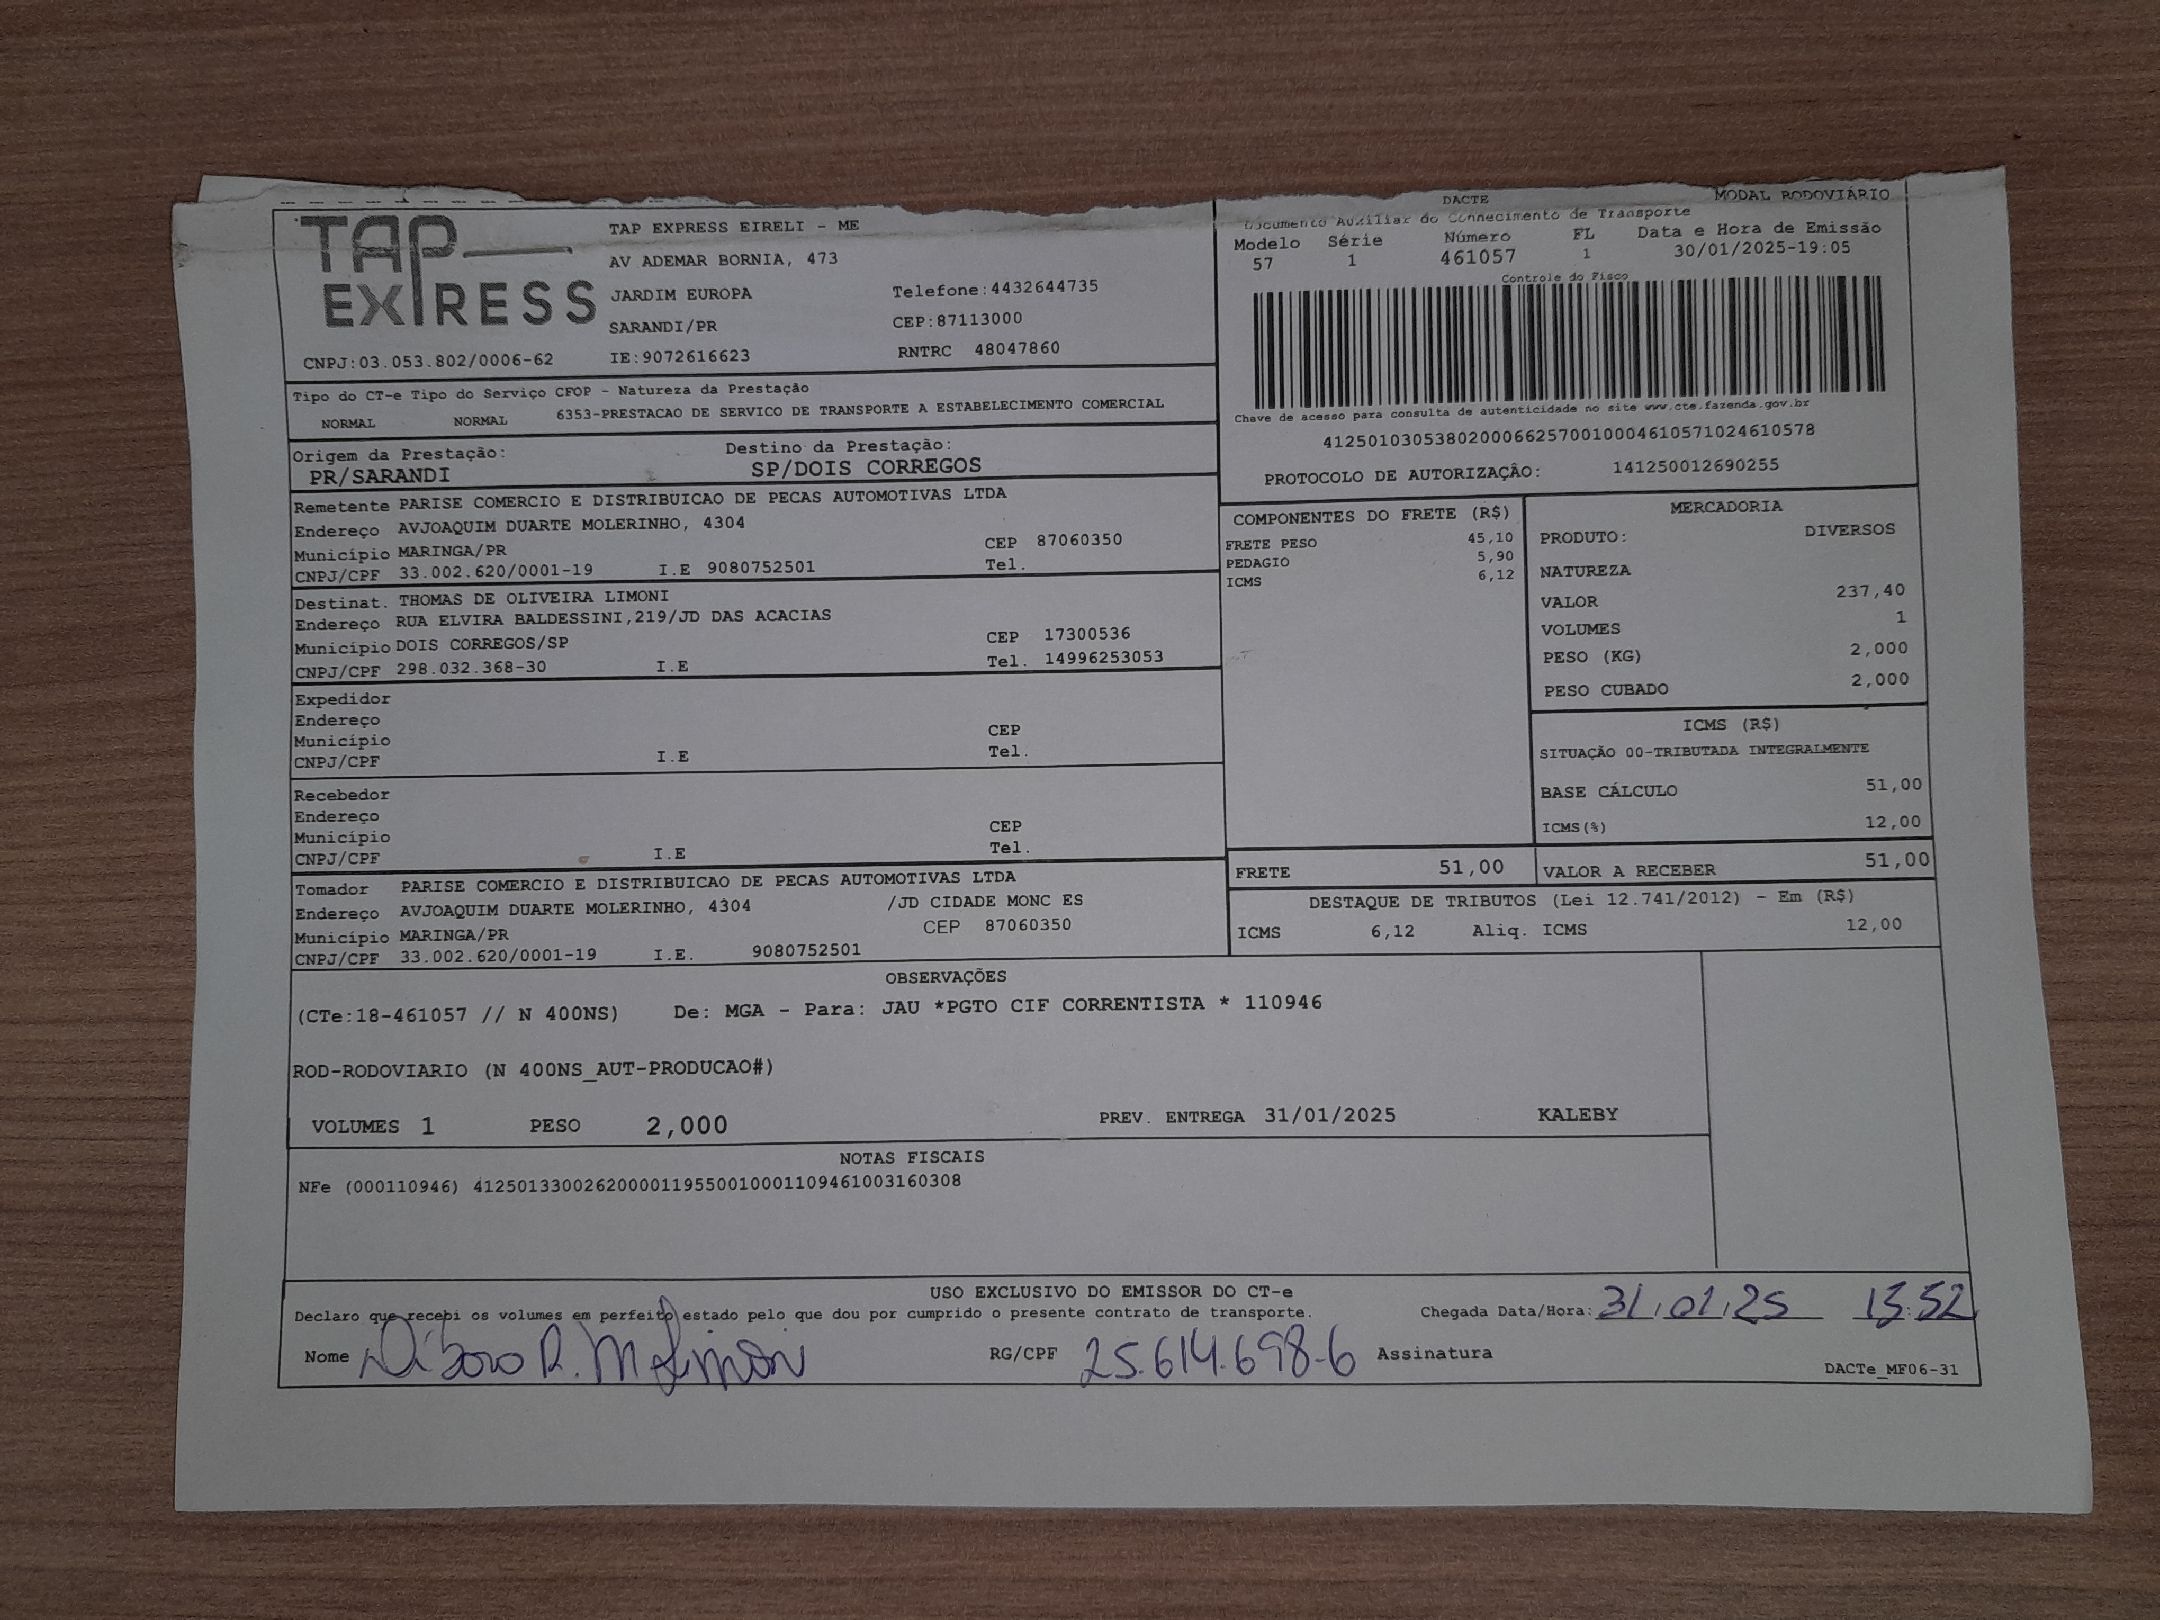 TAP EXPRESS
TAP EXPRESS EIRELI - ME
AV ADEMAR BORNIA, 473
JARDIM EUROPA Telefone:4432644735
SARANDI/PR CEP:87113000
CNPJ:03.053.802/0006-62 IE:9072616623 RNTRC 48047860
DACTE MODAL RODOVIÁRIO
Documento Auxiliar do Conhecimento de Transporte
Modelo Série Número FL Data e Hora de Emissão
57 1 461057 1 30/01/2025-19:05
Controle do Fisco
Chave de acesso para consulta de autenticidade no site www.cte.fazenda.gov.br
41250103053802000662570010004610571024610578
PROTOCOLO DE AUTORIZAÇÃO: 141250012690255
Tipo do CT-e Tipo do Serviço CFOP - Natureza da Prestação
NORMAL NORMAL 6353-PRESTACAO DE SERVICO DE TRANSPORTE A ESTABELECIMENTO COMERCIAL
Origem da Prestação: Destino da Prestação:
PR/SARANDI SP/DOIS CORREGOS
Remetente PARISE COMERCIO E DISTRIBUICAO DE PECAS AUTOMOTIVAS LTDA
Endereço AVJOAQUIM DUARTE MOLERINHO, 4304
Município MARINGA/PR CEP 87060350
CNPJ/CPF 33.002.620/0001-19 I.E 9080752501 Tel.
Destinat. THOMAS DE OLIVEIRA LIMONI
Endereço RUA ELVIRA BALDESSINI,219/JD DAS ACACIAS
Município DOIS CORREGOS/SP CEP 17300536
CNPJ/CPF 298.032.368-30 I.E Tel. 14996253053
Expedidor
Endereço
Município CEP
CNPJ/CPF I.E Tel.
Recebedor
Endereço
Município CEP
CNPJ/CPF I.E Tel.
Tomador PARISE COMERCIO E DISTRIBUICAO DE PECAS AUTOMOTIVAS LTDA
Endereço AVJOAQUIM DUARTE MOLERINHO, 4304 /JD CIDADE MONC ES
Município MARINGA/PR CEP 87060350
CNPJ/CPF 33.002.620/0001-19 I.E. 9080752501
COMPONENTES DO FRETE (R$)
FRETE PESO 45,10
PEDAGIO 5,90
ICMS 6,12
MERCADORIA
PRODUTO: DIVERSOS
NATUREZA
VALOR 237,40
VOLUMES 1
PESO (KG) 2,000
PESO CUBADO 2,000
ICMS (R$)
SITUAÇÃO 00-TRIBUTADA INTEGRALMENTE
BASE CÁLCULO 51,00
ICMS(%) 12,00
FRETE 51,00 VALOR A RECEBER 51,00
DESTAQUE DE TRIBUTOS (Lei 12.741/2012) - Em (R$)
ICMS 6,12 Aliq. ICMS 12,00
OBSERVAÇÕES
(CTe:18-461057 // N 400NS) De: MGA - Para: JAU *PGTO CIF CORRENTISTA * 110946
ROD-RODOVIARIO (N 400NS_AUT-PRODUCAO#)
VOLUMES 1 PESO 2,000 PREV. ENTREGA 31/01/2025 KALEBY
NOTAS FISCAIS
NFe (000110946) 41250133002620000119550010001109461003160308
USO EXCLUSIVO DO EMISSOR DO CT-e
Declaro que recebi os volumes em perfeito estado pelo que dou por cumprido o presente contrato de transporte. Chegada Data/Hora: 31,01,25 13:52
Nome R. M Limoni RG/CPF 25.614.698-6 Assinatura
DACTe_MF06-31